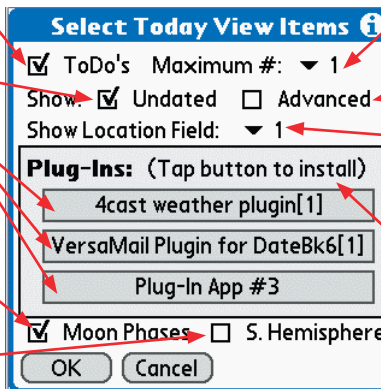 Select Today View Items i
ToDo's Maximum #: 1
Show: Undated Advanced
Show Location Field: 1
Plug-Ins: (Tap button to install)
4cast weather plugin[1]
VersaMail Plugin for DateBk6[1]
Plug-In App #3
Moon Phases S. Hemisphere
OK Cancel